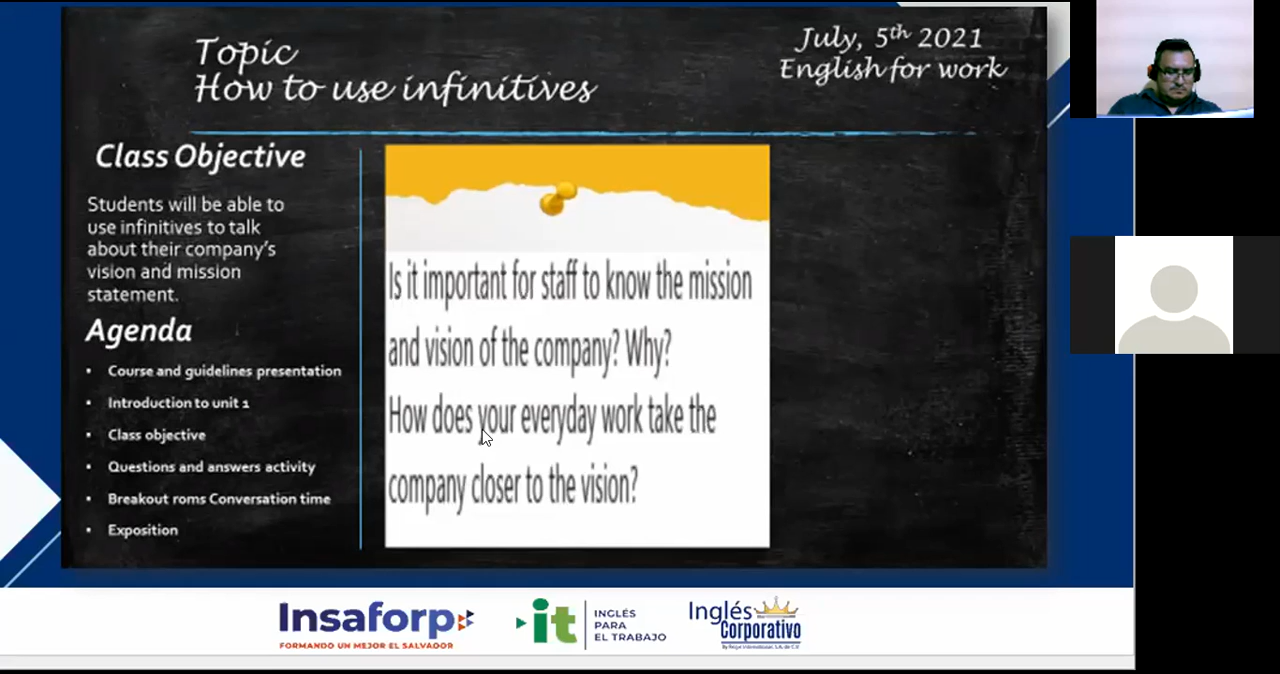 Topic
How to use infinitives
July, 5th 2021
English for work
Class Objective
Students will be able to
use infinitives to talk
about their company's
vision and mission
statement.
Agenda
• Course and guidelines presentation
• Introduction to unit 1
• Class objective
• Questions and answers activity
• Breakout roms Conversation time
• Exposition
Is it important for staff to know the mission
and vision of the company? Why?
How does your everyday work take the
company closer to the vision?
Insaforp
FORMANDO UN MEJOR EL SALVADOR
it
INGLÉS
PARA
EL TRABAJO
Inglés
Corporativo